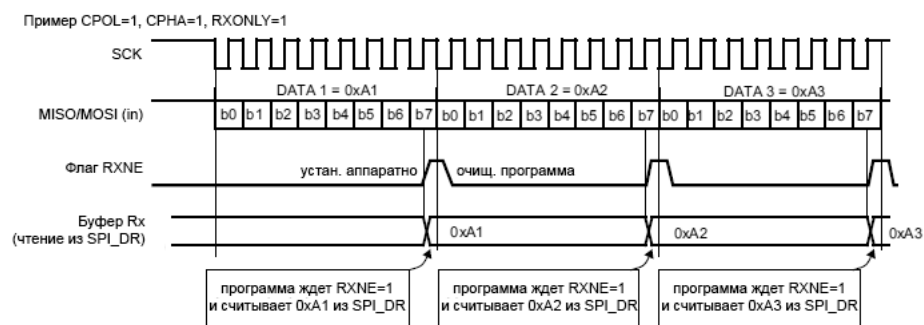 Пример CPOL=1, CPHA=1, RXONLY=1
SCK
DATA 1 = 0xA1 DATA 2 = 0xA2 DATA 3 = 0xA3
MISO/MOSI (in) b0 b1 b2 b3 b4 b5 b6 b7 b0 b1 b2 b3 b4 b5 b6 b7 b0 b1 b2 b3 b4 b5 b6 b7
Флаг RXNE устан. аппаратно очищ. программа
Буфер Rx
(чтение из SPI_DR) 0xA1 0xA2 0xA3
программа ждет RXNE=1
и считывает 0xA1 из SPI_DR
программа ждет RXNE=1
и считывает 0xA2 из SPI_DR
программа ждет RXNE=1
и считывает 0xA3 из SPI_DR